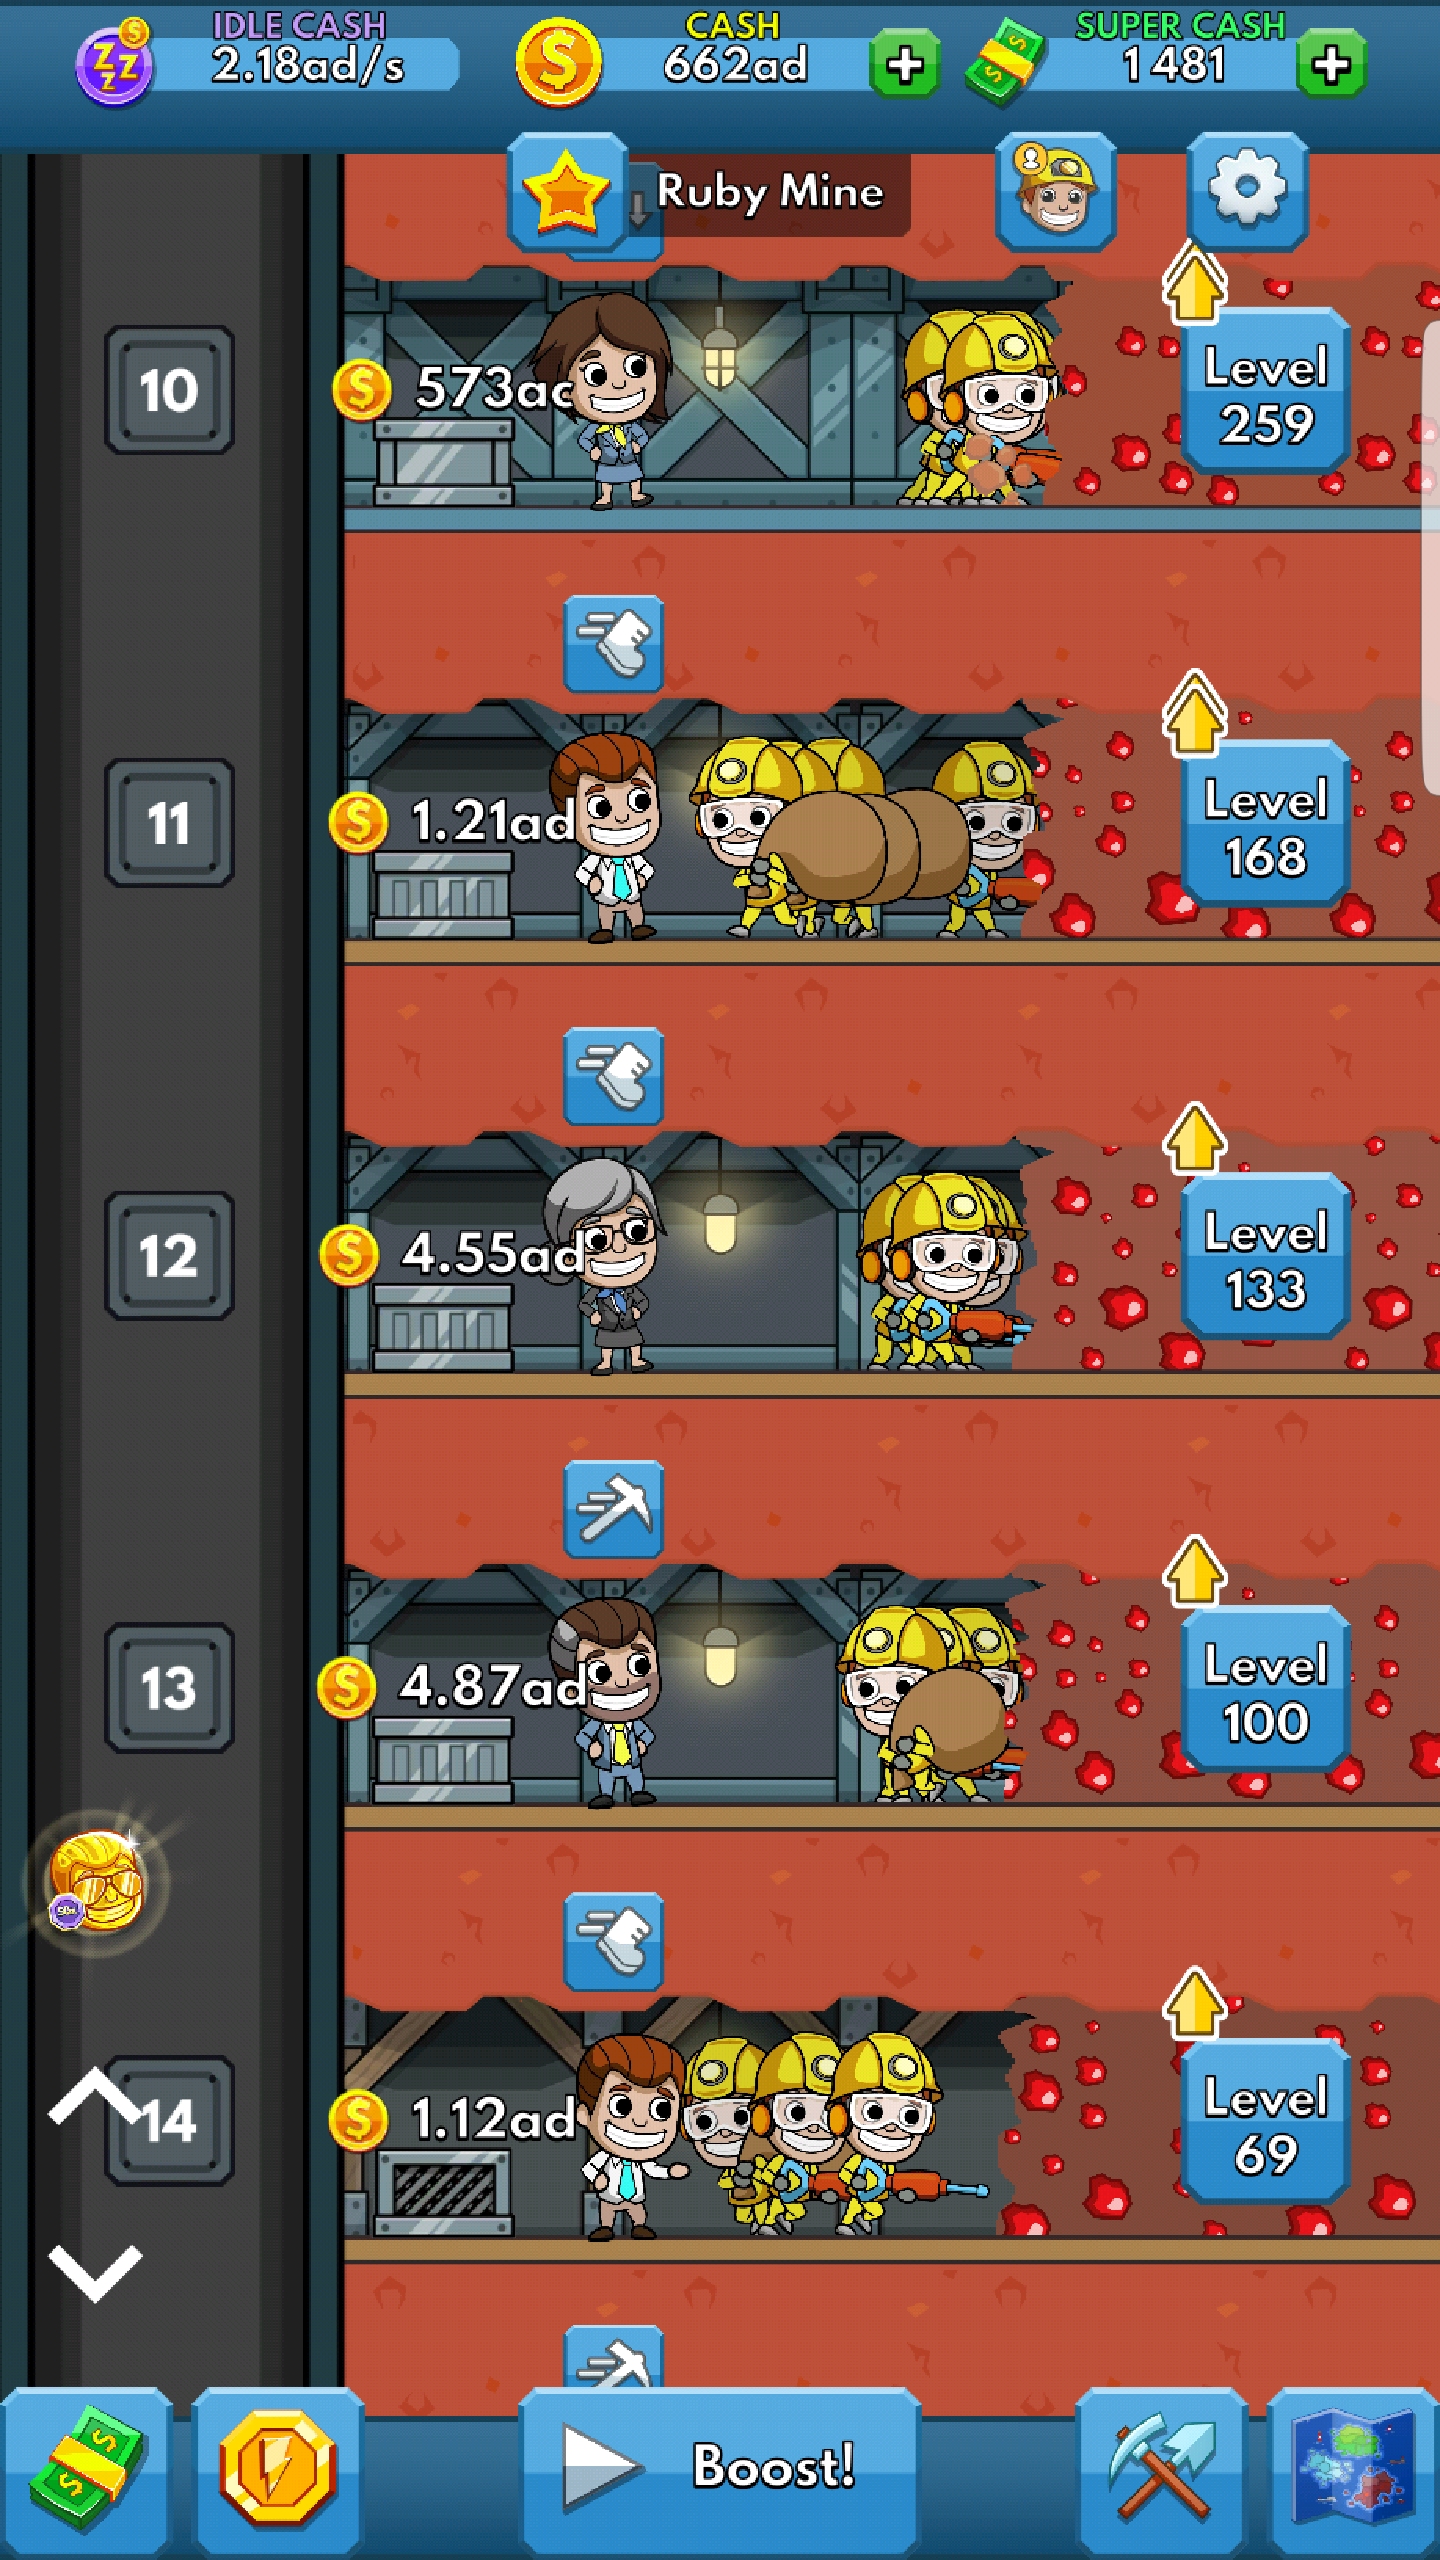 IDLE CASH
2.18ad/s
CASH
662ad
SUPER CASH
1 481
Ruby Mine
10
573ac
Level
259
11
1.21ad
Level
168
12
4.55ad
Level
133
13
4.87ad
Level
100
14
1.12ad
Level
69
Boost!